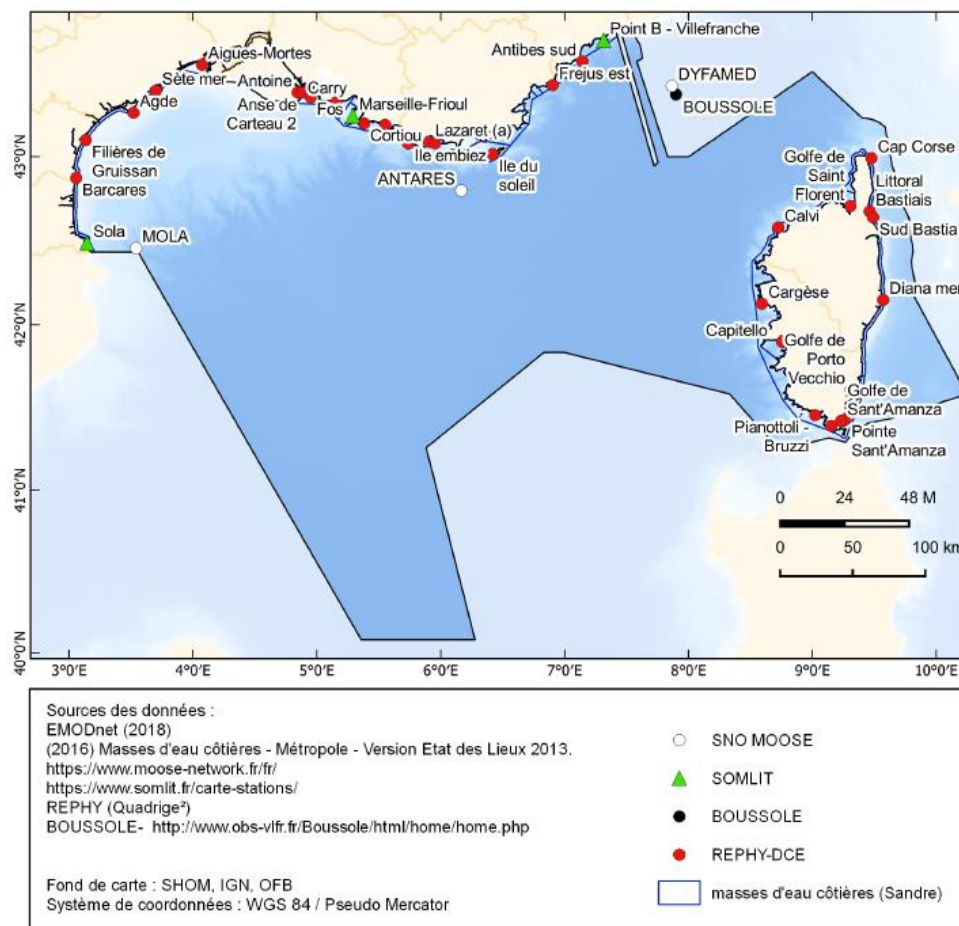 Point B - Villefranche
Aigues-Mortes
Antibes sud
DYFAMED
Sète mer
Antoine
Carry
Frejus est
BOUSSOLE
Agde
Anse de
Carteau 2
Fos
Marseille-Frioul
Cortiou
Lazaret (a)
Ile embiez
Ile du
soleil
Filières de
Gruissan
Barcares
ANTARES
Sola
MOLA
Golfe de
Saint
Florent
Cap Corse
Littoral
Bastiais
Calvi
Sud Bastia
Cargèse
Diana mer
Capitello
Golfe de
Porto
Vecchio
Golfe de
Sant'Amanza
Pianottoli -
Bruzzi
Pointe
Sant'Amanza
43°0'N
42°0'N
41°0'N
40°0'N
0 24 48 M
0 50 100 km
3°0'E 4°0'E 5°0'E 6°0'E 7°0'E 8°0'E 9°0'E 10°0'E
Sources des données :
EMODnet (2018)
(2016) Masses d'eau côtières - Métropole - Version Etat des Lieux 2013.
https://www.moose-network.fr/fr/
https://www.somlit.fr/carte-stations/
REPHY (Quadrige²)
BOUSSOLE- http://www.obs-vlfr.fr/Boussole/html/home/home.php
Fond de carte : SHOM, IGN, OFB
Système de coordonnées : WGS 84 / Pseudo Mercator
SNO MOOSE
SOMLIT
BOUSSOLE
REPHY-DCE
masses d'eau côtières (Sandre)